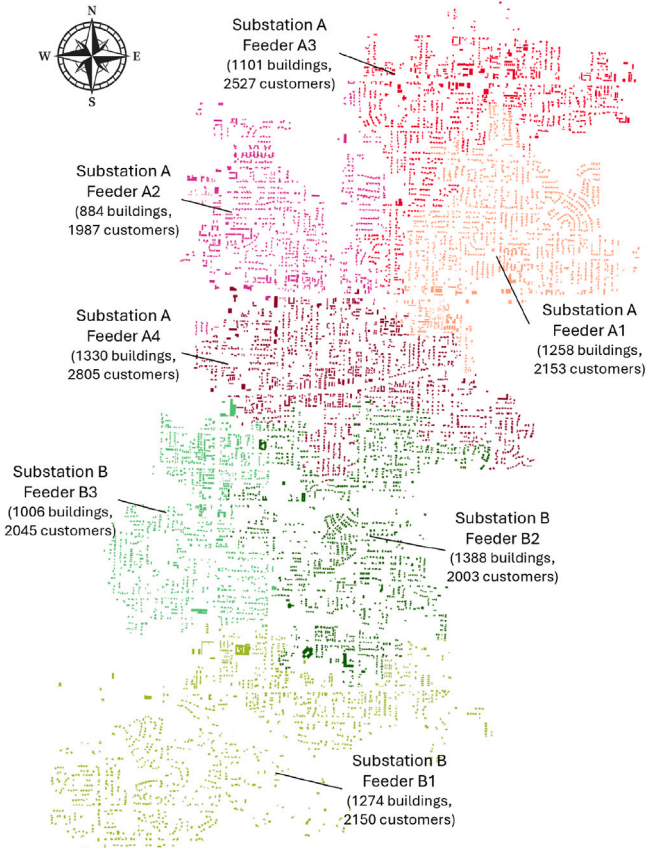 N
W
E
S
Substation A
Feeder A3
(1101 buildings,
2527 customers)
Substation A
Feeder A2
(884 buildings,
1987 customers)
Substation A
Feeder A1
(1258 buildings,
2153 customers)
Substation A
Feeder A4
(1330 buildings,
2805 customers)
Substation B
Feeder B3
(1006 buildings,
2045 customers)
Substation B
Feeder B2
(1388 buildings,
2003 customers)
Substation B
Feeder B1
(1274 buildings,
2150 customers)